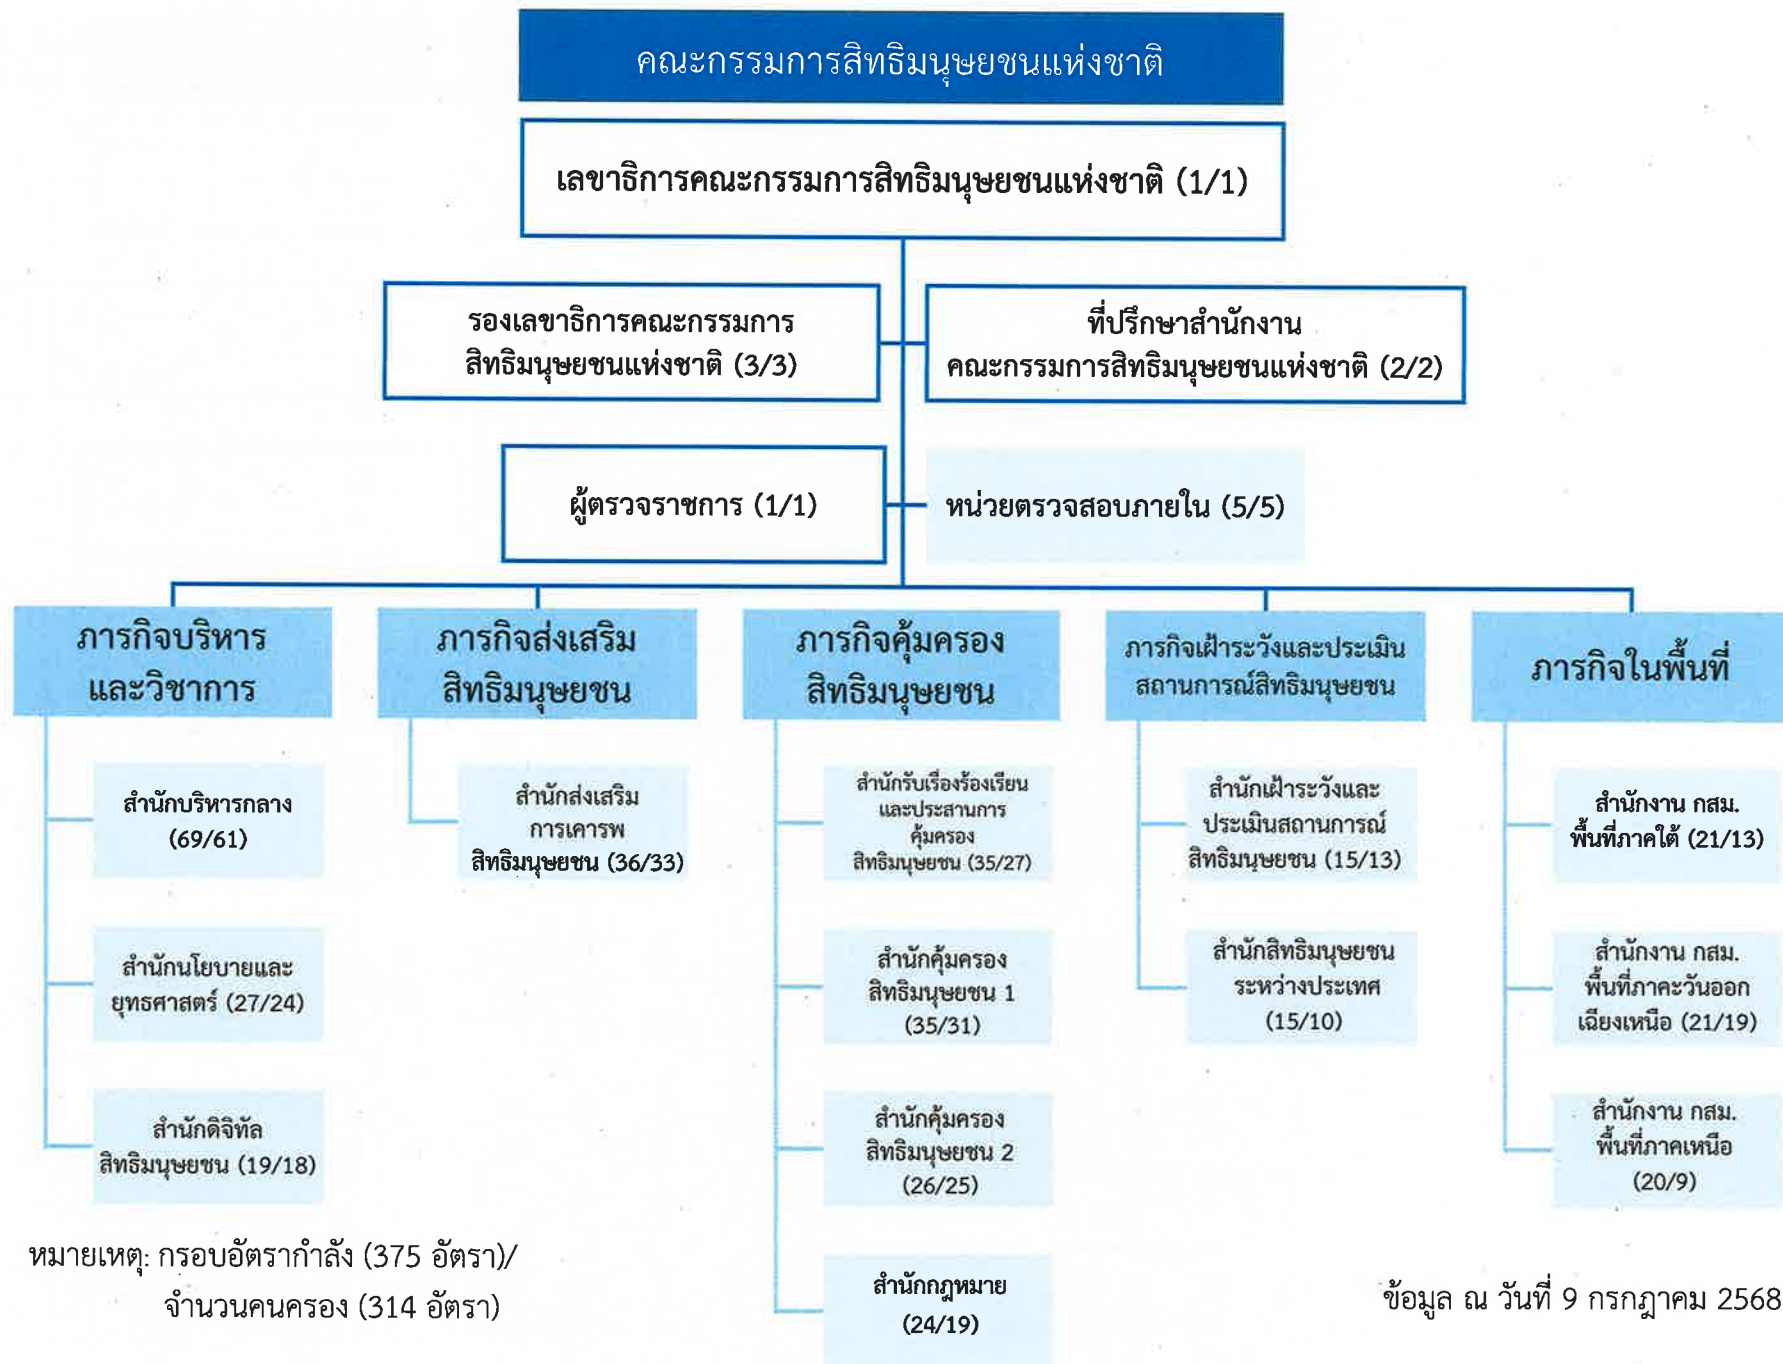 คณะกรรมการสิทธิมนุษยชนแห่งชาติ
เลขาธิการคณะกรรมการสิทธิมนุษยชนแห่งชาติ (1/1)
รองเลขาธิการคณะกรรมการ
สิทธิมนุษยชนแห่งชาติ (3/3)
ที่ปรึกษาสำนักงาน
คณะกรรมการสิทธิมนุษยชนแห่งชาติ (2/2)
ผู้ตรวจราชการ (1/1)
หน่วยตรวจสอบภายใน (5/5)
ภารกิจบริหาร
และวิชาการ
สำนักบริหารกลาง
(69/61)
สำนักนโยบายและ
ยุทธศาสตร์ (27/24)
สำนักดิจิทัล
สิทธิมนุษยชน (19/18)
ภารกิจส่งเสริม
สิทธิมนุษยชน
สำนักส่งเสริม
การเคารพ
สิทธิมนุษยชน (36/33)
ภารกิจคุ้มครอง
สิทธิมนุษยชน
สำนักรับเรื่องร้องเรียน
และประสานการ
คุ้มครอง
สิทธิมนุษยชน (35/27)
สำนักคุ้มครอง
สิทธิมนุษยชน 1
(35/31)
สำนักคุ้มครอง
สิทธิมนุษยชน 2
(26/25)
สำนักกฎหมาย
(24/19)
ภารกิจเฝ้าระวังและประเมิน
สถานการณ์สิทธิมนุษยชน
สำนักเฝ้าระวังและ
ประเมินสถานการณ์
สิทธิมนุษยชน (15/13)
สำนักสิทธิมนุษยชน
ระหว่างประเทศ
(15/10)
ภารกิจในพื้นที่
สำนักงาน กสม.
พื้นที่ภาคใต้ (21/13)
สำนักงาน กสม.
พื้นที่ภาคะวันออก
เฉียงเหนือ (21/19)
สำนักงาน กสม.
พื้นที่ภาคเหนือ
(20/9)
หมายเหตุ: กรอบอัตรากำลัง (375 อัตรา)/
จำนวนคนครอง (314 อัตรา)
ข้อมูล ณ วันที่ 9 กรกฎาคม 2568